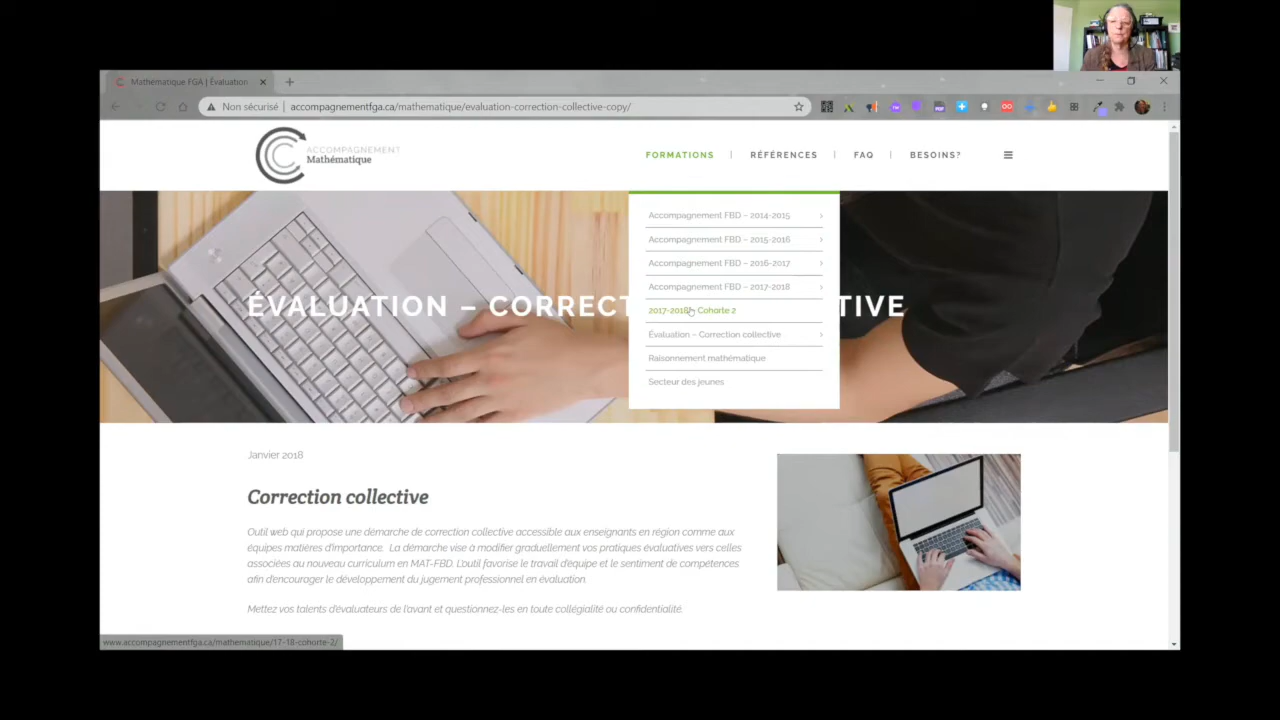 Mathématique FGA | Évaluation
Non sécurisé
accompagnementfga.ca/mathematique/evaluation-correction-collective-copy/
ACCOMPAGNEMENT
Mathématique
FORMATIONS | RÉFÉRENCES | FAQ | BESOINS?
Accompagnement FBD – 2014-2015
Accompagnement FBD – 2015-2016
Accompagnement FBD – 2016-2017
Accompagnement FBD – 2017-2018
2017-2018 – Cohorte 2
Évaluation – Correction collective
Raisonnement mathématique
Secteur des jeunes
ÉVALUATION – CORRECT TIVE
Janvier 2018
Correction collective
Outil web qui propose une démarche de correction collective accessible aux enseignants en région comme aux
équipes matières d'importance. La démarche vise à modifier graduellement vos pratiques évaluatives vers celles
associées au nouveau curriculum en MAT-FBD. L'outil favorise le travail d'équipe et le sentiment de compétences
afin d'encourager le développement du jugement professionnel en évaluation.
Mettez vos talents d'évaluateurs de l'avant et questionnez-les en toute collégialité ou confidentialité.
www.accompagnementfga.ca/mathematique/17-18-cohorte-2/